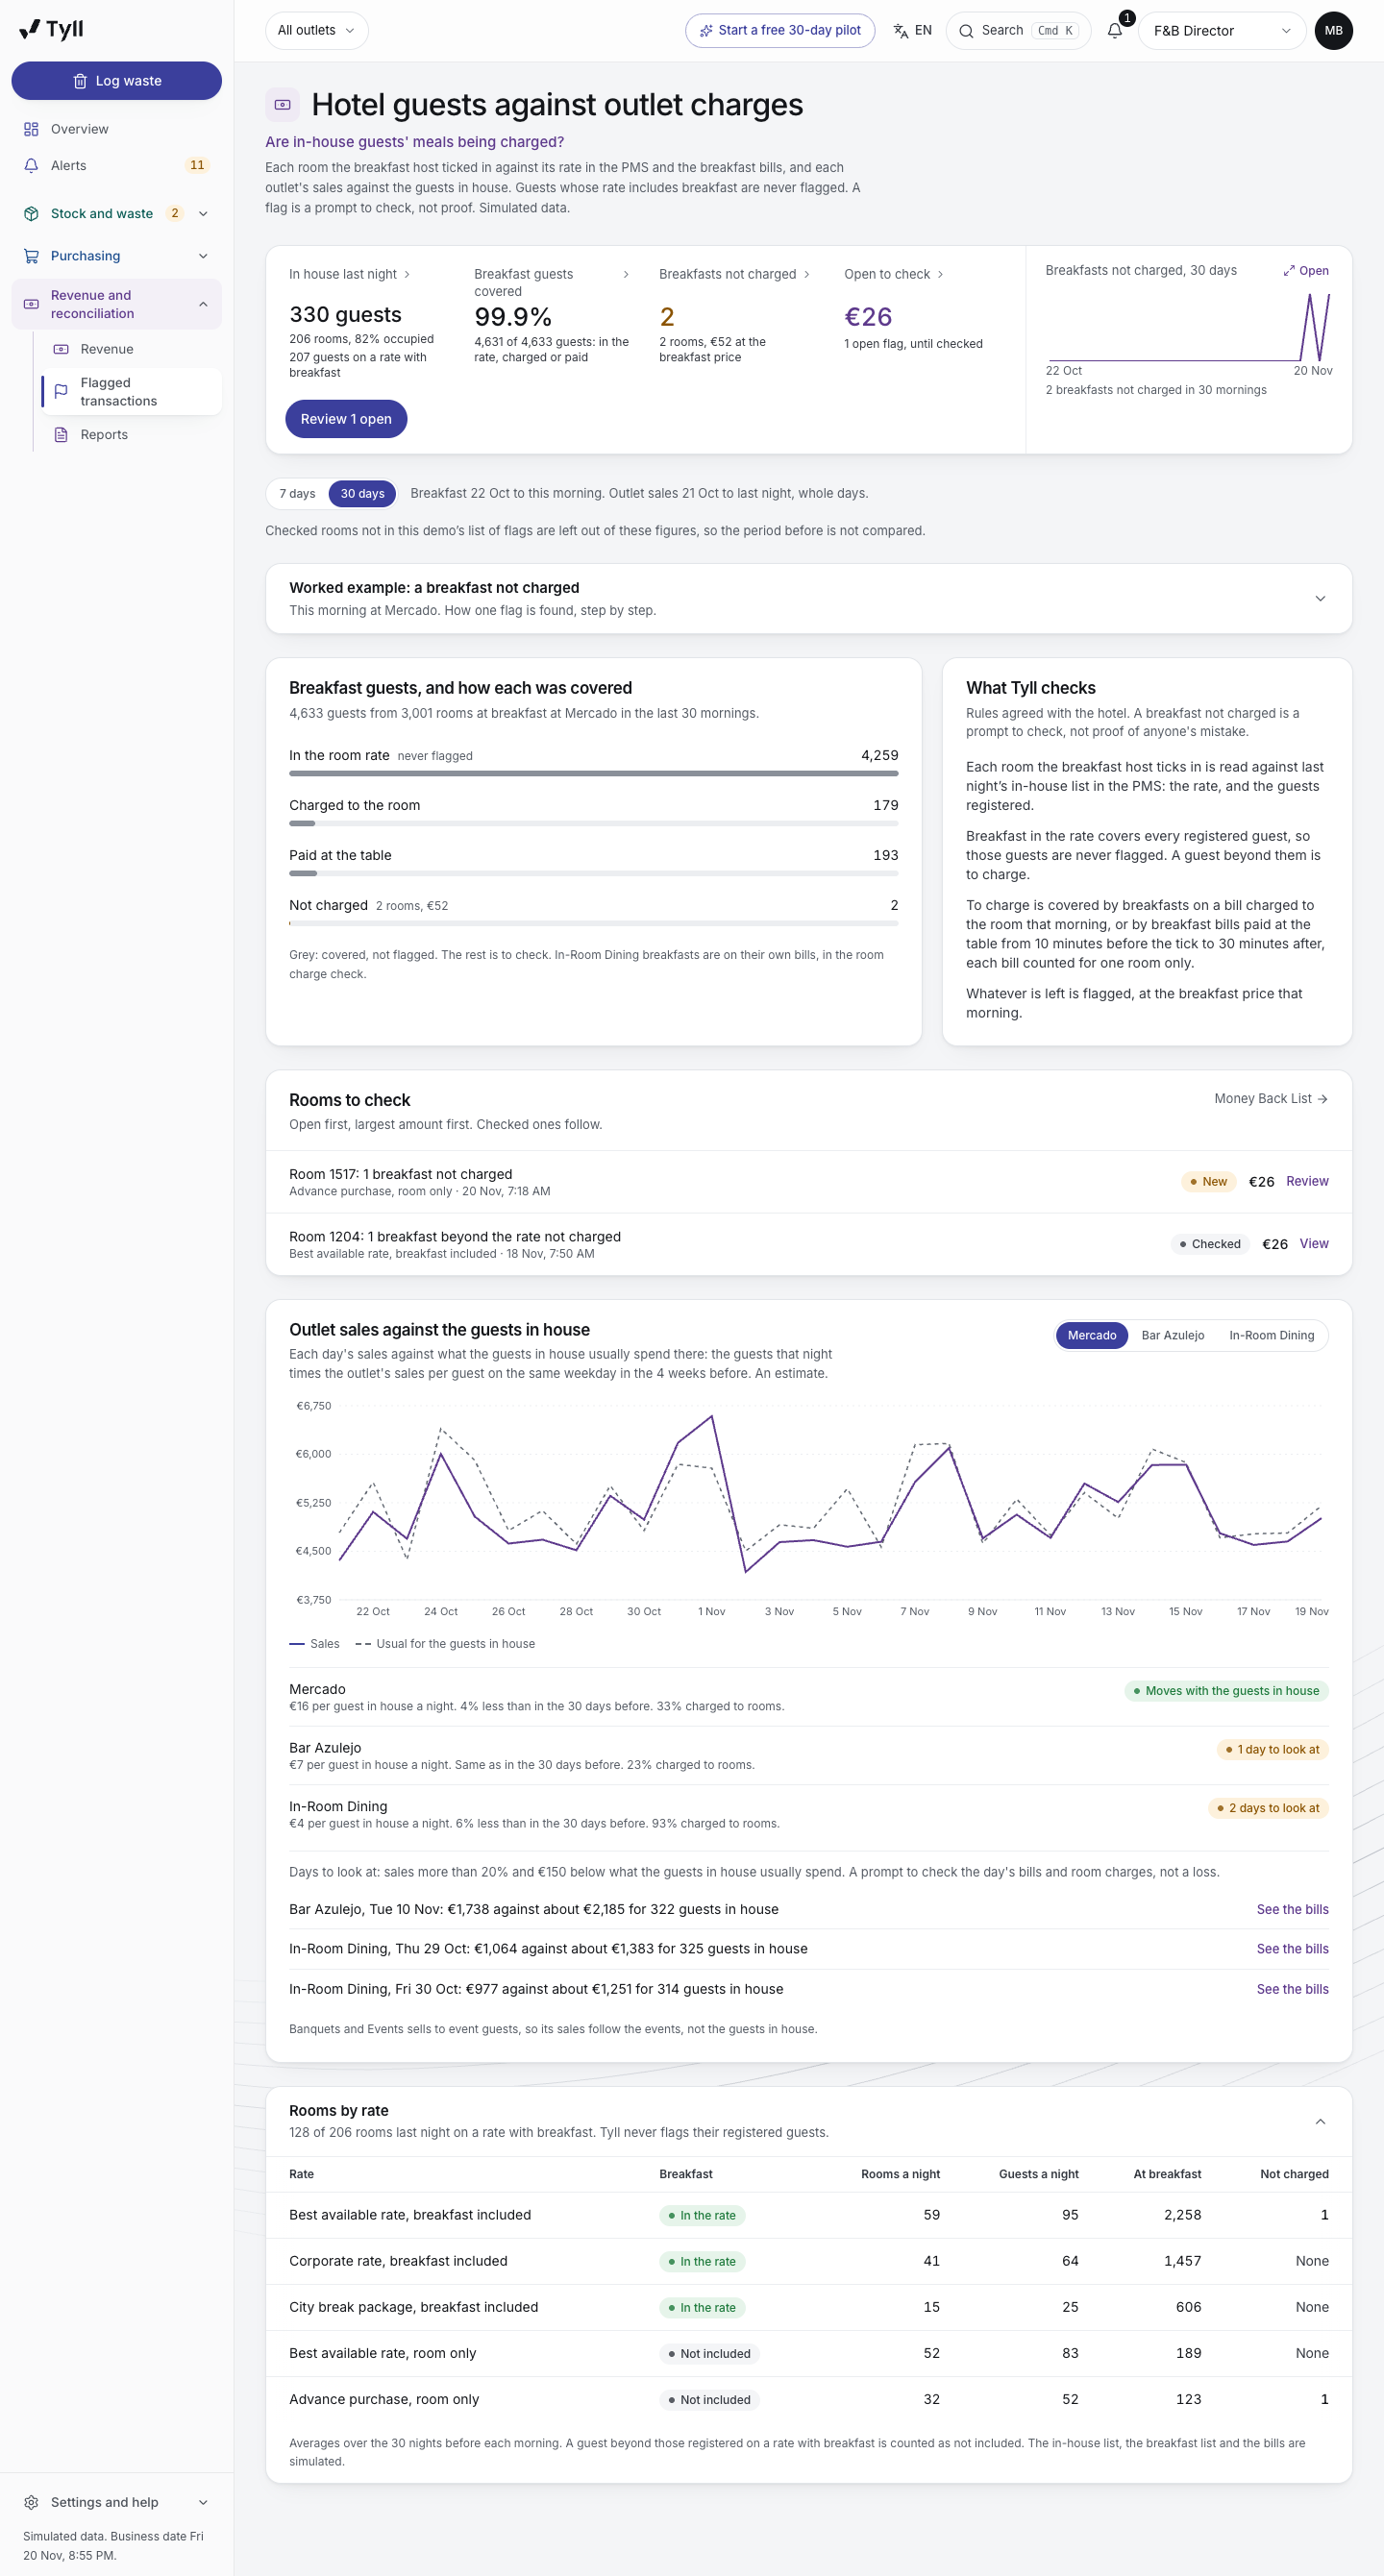 Tyll
Log waste
Overview
Alerts 11
Stock and waste 2
Purchasing
Revenue and
reconciliation
Revenue
Flagged
transactions
Reports
Settings and help
Simulated data. Business date Fri
20 Nov, 8:55 PM.
All outlets
Start a free 30-day pilot
EN
Search Cmd K
1
F&B Director
MB
Hotel guests against outlet charges
Are in-house guests' meals being charged?
Each room the breakfast host ticked in against its rate in the PMS and the breakfast bills, and each
outlet's sales against the guests in house. Guests whose rate includes breakfast are never flagged. A
flag is a prompt to check, not proof. Simulated data.
In house last night
330 guests
206 rooms, 82% occupied
207 guests on a rate with
breakfast
Breakfast guests
covered
99.9%
4,631 of 4,633 guests: in the
rate, charged or paid
Breakfasts not charged
2
2 rooms, €52 at the
breakfast price
Open to check
€26
1 open flag, until checked
Review 1 open
Breakfasts not charged, 30 days
Open
22 Oct 20 Nov
2 breakfasts not charged in 30 mornings
7 days 30 days Breakfast 22 Oct to this morning. Outlet sales 21 Oct to last night, whole days.
Checked rooms not in this demo’s list of flags are left out of these figures, so the period before is not compared.
Worked example: a breakfast not charged
This morning at Mercado. How one flag is found, step by step.
Breakfast guests, and how each was covered
4,633 guests from 3,001 rooms at breakfast at Mercado in the last 30 mornings.
In the room rate never flagged 4,259
Charged to the room 179
Paid at the table 193
Not charged 2 rooms, €52 2
Grey: covered, not flagged. The rest is to check. In-Room Dining breakfasts are on their own bills, in the room
charge check.
What Tyll checks
Rules agreed with the hotel. A breakfast not charged is a
prompt to check, not proof of anyone's mistake.
Each room the breakfast host ticks in is read against last
night’s in-house list in the PMS: the rate, and the guests
registered.
Breakfast in the rate covers every registered guest, so
those guests are never flagged. A guest beyond them is
to charge.
To charge is covered by breakfasts on a bill charged to
the room that morning, or by breakfast bills paid at the
table from 10 minutes before the tick to 30 minutes after,
each bill counted for one room only.
Whatever is left is flagged, at the breakfast price that
morning.
Rooms to check
Open first, largest amount first. Checked ones follow.
Money Back List
Room 1517: 1 breakfast not charged
Advance purchase, room only · 20 Nov, 7:18 AM
New €26 Review
Room 1204: 1 breakfast beyond the rate not charged
Best available rate, breakfast included · 18 Nov, 7:50 AM
Checked €26 View
Outlet sales against the guests in house
Each day's sales against what the guests in house usually spend there: the guests that night
times the outlet's sales per guest on the same weekday in the 4 weeks before. An estimate.
Mercado Bar Azulejo In-Room Dining
€6,750
€6,000
€5,250
€4,500
€3,750
22 Oct 24 Oct 26 Oct 28 Oct 30 Oct 1 Nov 3 Nov 5 Nov 7 Nov 9 Nov 11 Nov 13 Nov 15 Nov 17 Nov 19 Nov
Sales Usual for the guests in house
Mercado
€16 per guest in house a night. 4% less than in the 30 days before. 33% charged to rooms.
Moves with the guests in house
Bar Azulejo
€7 per guest in house a night. Same as in the 30 days before. 23% charged to rooms.
1 day to look at
In-Room Dining
€4 per guest in house a night. 6% less than in the 30 days before. 93% charged to rooms.
2 days to look at
Days to look at: sales more than 20% and €150 below what the guests in house usually spend. A prompt to check the day's bills and room charges, not a loss.
Bar Azulejo, Tue 10 Nov: €1,738 against about €2,185 for 322 guests in house See the bills
In-Room Dining, Thu 29 Oct: €1,064 against about €1,383 for 325 guests in house See the bills
In-Room Dining, Fri 30 Oct: €977 against about €1,251 for 314 guests in house See the bills
Banquets and Events sells to event guests, so its sales follow the events, not the guests in house.
Rooms by rate
128 of 206 rooms last night on a rate with breakfast. Tyll never flags their registered guests.
Rate Breakfast Rooms a night Guests a night At breakfast Not charged
Best available rate, breakfast included In the rate 59 95 2,258 1
Corporate rate, breakfast included In the rate 41 64 1,457 None
City break package, breakfast included In the rate 15 25 606 None
Best available rate, room only Not included 52 83 189 None
Advance purchase, room only Not included 32 52 123 1
Averages over the 30 nights before each morning. A guest beyond those registered on a rate with breakfast is counted as not included. The in-house list, the breakfast list and the bills are
simulated.